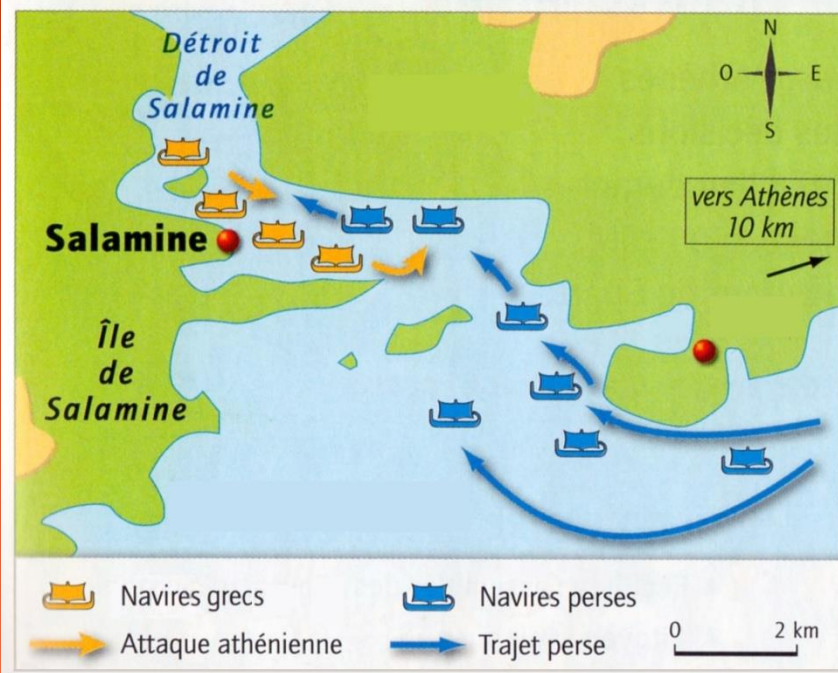 Détroit
de
Salamine
N
O
E
S
vers Athènes
10 km
Salamine
Île
de
Salamine
Navires grecs
Navires perses
Attaque athénienne
Trajet perse
0
2 km